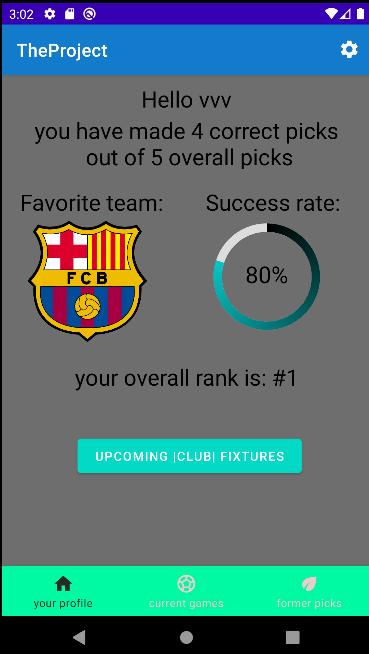 3:02
TheProject
Hello vvv
you have made 4 correct picks
out of 5 overall picks
Favorite team:
Success rate:
F C B
80%
your overall rank is: #1
UPCOMING |CLUB| FIXTURES
your profile
current games
former picks